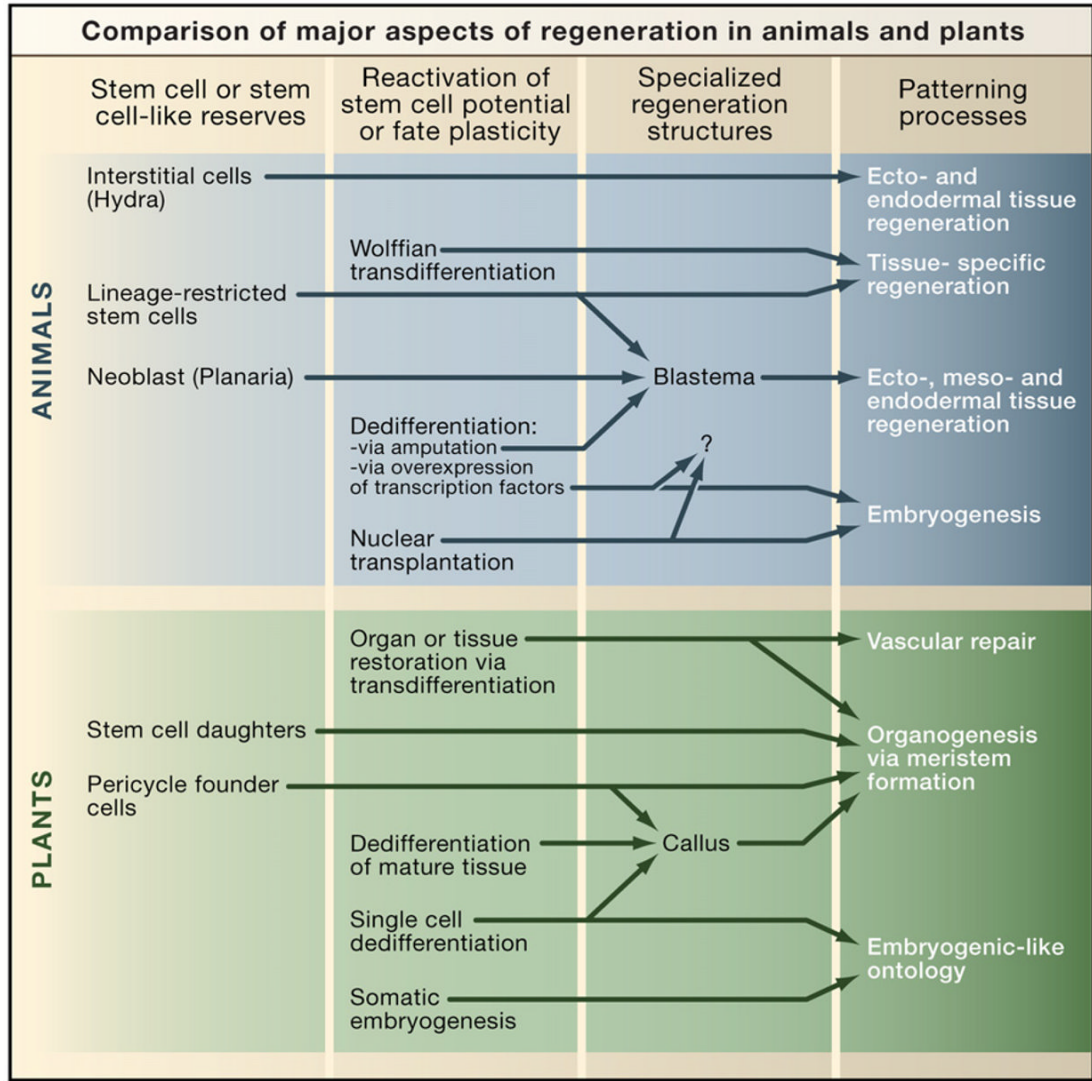 Comparison of major aspects of regeneration in animals and plants
Stem cell or stem
cell-like reserves
Reactivation of
stem cell potential
or fate plasticity
Specialized
regeneration
structures
Patterning
processes
ANIMALS
Interstitial cells
(Hydra)
Ecto- and
endodermal tissue
regeneration
Wolffian
transdifferentiation
Tissue- specific
regeneration
Lineage-restricted
stem cells
Neoblast (Planaria)
Blastema
Ecto-, meso- and
endodermal tissue
regeneration
Dedifferentiation:
-via amputation
-via overexpression
of transcription factors
?
Embryogenesis
Nuclear
transplantation
PLANTS
Organ or tissue
restoration via
transdifferentiation
Vascular repair
Stem cell daughters
Organogenesis
via meristem
formation
Pericycle founder
cells
Dedifferentiation
of mature tissue
Callus
Single cell
dedifferentiation
Embryogenic-like
ontology
Somatic
embryogenesis